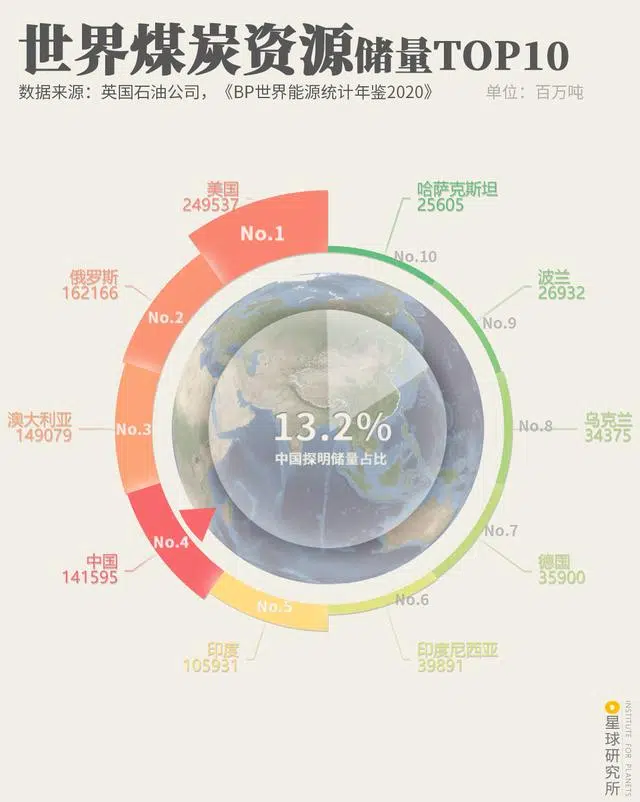 世界煤炭资源储量TOP10
数据来源：英国石油公司，《BP世界能源统计年鉴2020》
单位：百万吨
美国
249537
No.1
俄罗斯
162166
No.2
澳大利亚
149079
No.3
中国
141595
No.4
印度
105931
No.5
印度尼西亚
39891
No.6
德国
35900
No.7
乌克兰
34375
No.8
波兰
26932
No.9
哈萨克斯坦
25605
No.10
13.2%
中国探明储量占比
星球研究所
INSTITUTE FOR PLANETS